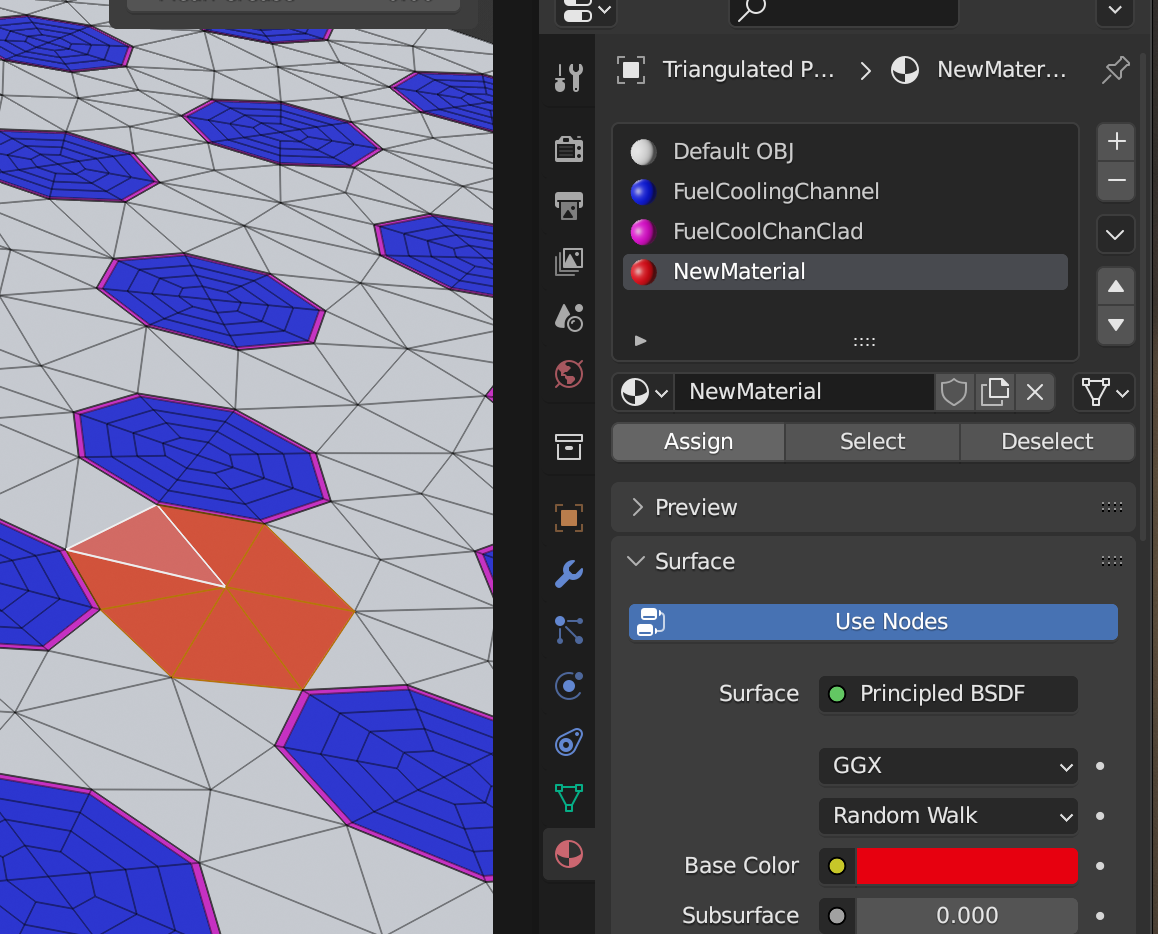 Triangulated P... > NewMater...
Default OBJ
FuelCoolingChannel
FuelCoolChanClad
NewMaterial
NewMaterial
Assign Select Deselect
Preview
Surface
Use Nodes
Surface Principled BSDF
GGX
Random Walk
Base Color
Subsurface 0.000